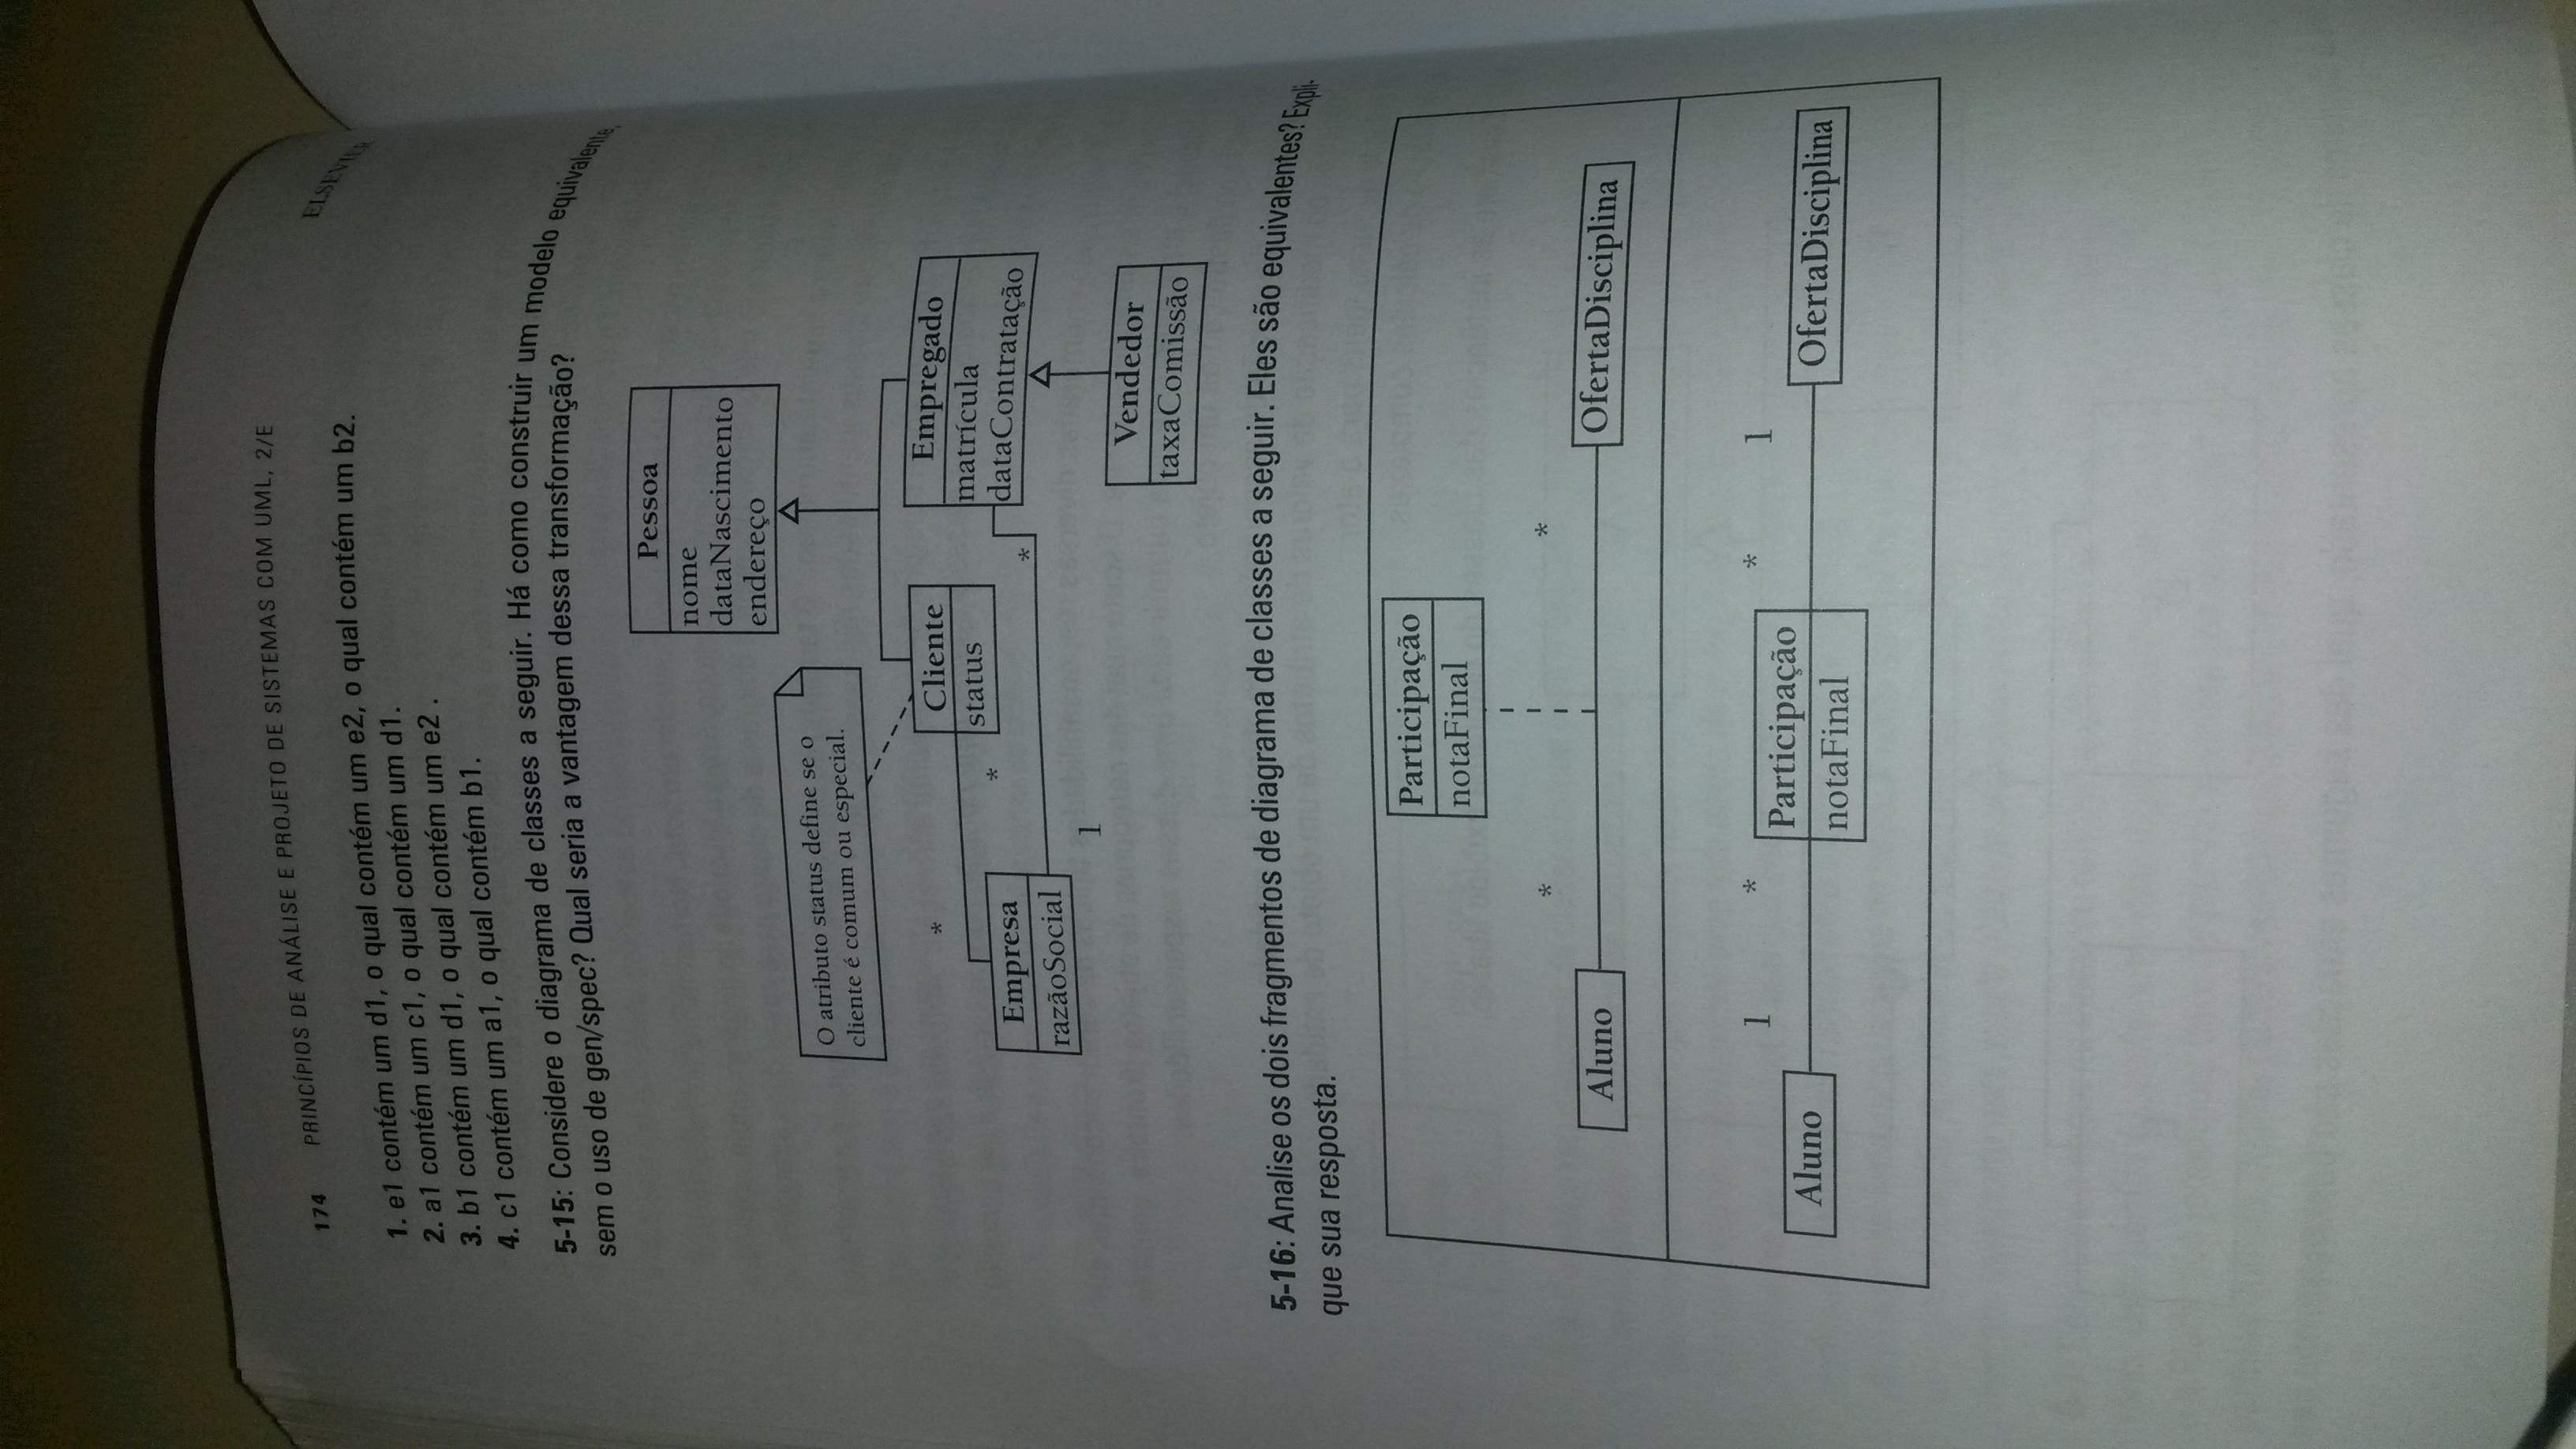 174 PRINCÍPIOS DE ANÁLISE E PROJETO DE SISTEMAS COM UML, 2/E
ELSEVIER
1. e1 contém um d1, o qual contém um e2, o qual contém um b2.
2. a1 contém um c1, o qual contém um d1.
3. b1 contém um d1, o qual contém um e2 .
4. c1 contém um a1, o qual contém b1.
5-15: Considere o diagrama de classes a seguir. Há como construir um modelo equivalente,
sem o uso de gen/spec? Qual seria a vantagem dessa transformação?
Pessoa
nome
dataNascimento
endereço
O atributo status define se o
cliente é comum ou especial.
Cliente
status
Empregado
matrícula
dataContratação
*
*
*
Empresa
razãoSocial
1
Vendedor
taxaComissão
5-16: Analise os dois fragmentos de diagrama de classes a seguir. Eles são equivalentes? Expli-
que sua resposta.
Participação
notaFinal
* *
Aluno OfertaDisciplina
1 * * 1
Aluno Participação OfertaDisciplina
notaFinal